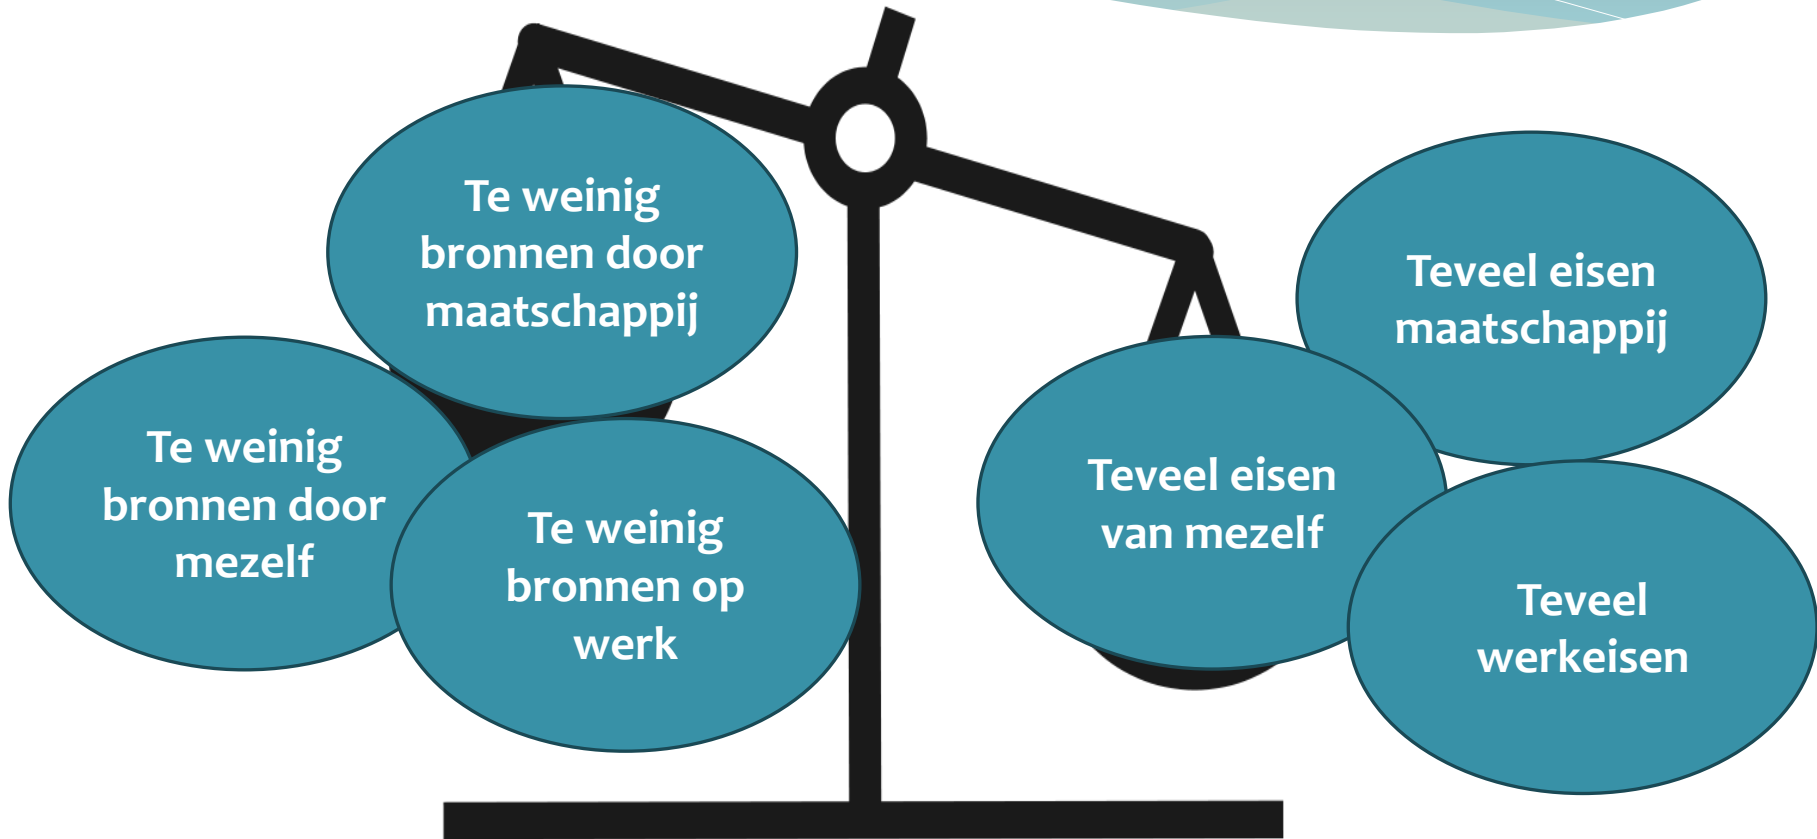 Te weinig
bronnen door
maatschappij
Te weinig
bronnen door
mezelf
Te weinig
bronnen op
werk
Teveel eisen
maatschappij
Teveel eisen
van mezelf
Teveel
werkeisen